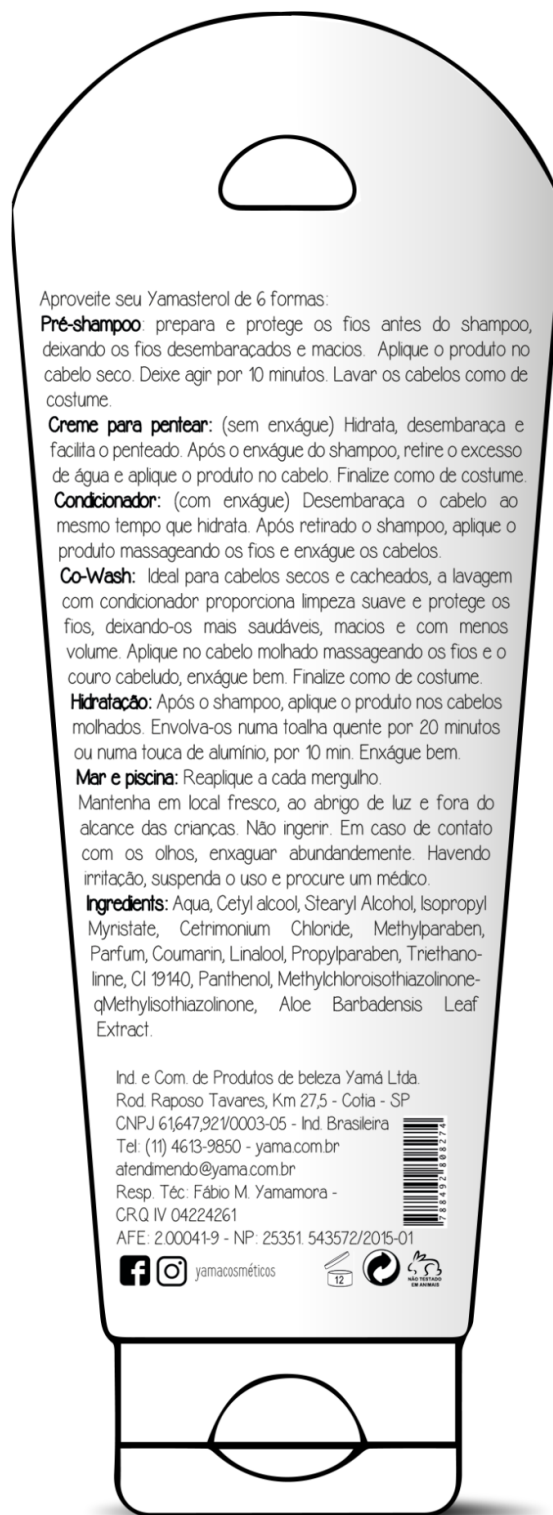 Aproveite seu Yamasterol de 6 formas:
Pré-shampoo: prepara e protege os fios antes do shampoo,
deixando os fios desembaraçados e macios. Aplique o produto no
cabelo seco. Deixe agir por 10 minutos. Lavar os cabelos como de
costume.
Creme para pentear: (sem enxágue) Hidrata, desembaraça e
facilita o penteado. Após o enxágue do shampoo, retire o excesso
de água e aplique o produto no cabelo. Finalize como de costume.
Condicionador: (com enxágue) Desembaraça o cabelo ao
mesmo tempo que hidrata. Após retirado o shampoo, aplique o
produto massageando os fios e enxágue os cabelos.
Co-Wash: Ideal para cabelos secos e cacheados, a lavagem
com condicionador proporciona limpeza suave e protege os
fios, deixando-os mais saudáveis, macios e com menos
volume. Aplique no cabelo molhado massageando os fios e o
couro cabeludo, enxágue bem. Finalize como de costume.
Hidratação: Após o shampoo, aplique o produto nos cabelos
molhados. Envolva-os numa toalha quente por 20 minutos
ou numa touca de alumínio, por 10 min. Enxágue bem.
Mar e piscina: Reaplique a cada mergulho.
Mantenha em local fresco, ao abrigo de luz e fora do
alcance das crianças. Não ingerir. Em caso de contato
com os olhos, enxaguar abundandemente. Havendo
irritação, suspenda o uso e procure um médico.
Ingredients: Aqua, Cetyl alcool, Stearyl Alcohol, Isopropyl
Myristate, Cetrimonium Chloride, Methylparaben,
Parfum, Coumarin, Linalool, Propylparaben, Triethano-
linne, CI 19140, Panthenol, Methylchloroisothiazolinone-
qMethylisothiazolinone, Aloe Barbadensis Leaf
Extract.
Ind. e Com. de Produtos de beleza Yamá Ltda.
Rod. Raposo Tavares, Km 27,5 - Cotia - SP
CNPJ 61,647,921/0003-05 - Ind. Brasileira
Tel: (11) 4613-9850 - yama.com.br
atendimendo@yama.com.br
Resp. Téc: Fábio M. Yamamora -
CRQ IV 04224261
AFE: 2.00041-9 - NP: 25351. 543572/2015-01
7 88492 808274
yamacosméticos
12
NÃO TESTADO
EM ANIMAIS